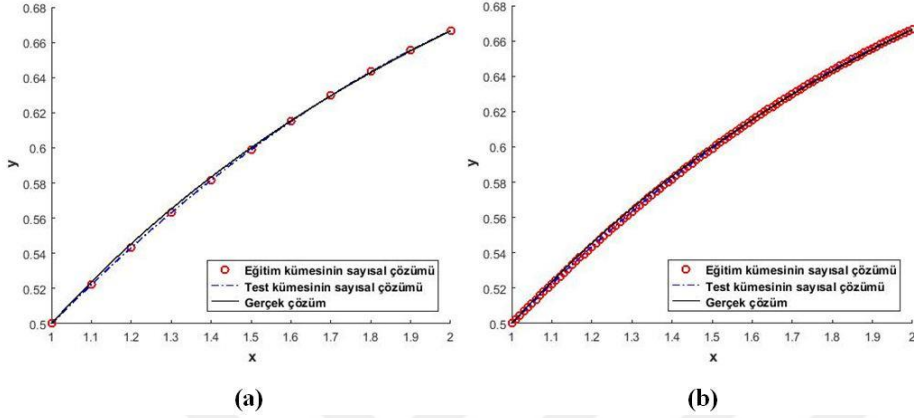 0.68
0.66
0.64
0.62
0.6
0.58
0.56
0.54
0.52
0.5
y
Eğitim kümesinin sayısal çözümü
Test kümesinin sayısal çözümü
Gerçek çözüm
1 1.1 1.2 1.3 1.4 1.5 1.6 1.7 1.8 1.9 2
x
(a)
0.68
0.66
0.64
0.62
0.6
0.58
0.56
0.54
0.52
0.5
y
Eğitim kümesinin sayısal çözümü
Test kümesinin sayısal çözümü
Gerçek çözüm
1 1.1 1.2 1.3 1.4 1.5 1.6 1.7 1.8 1.9 2
x
(b)